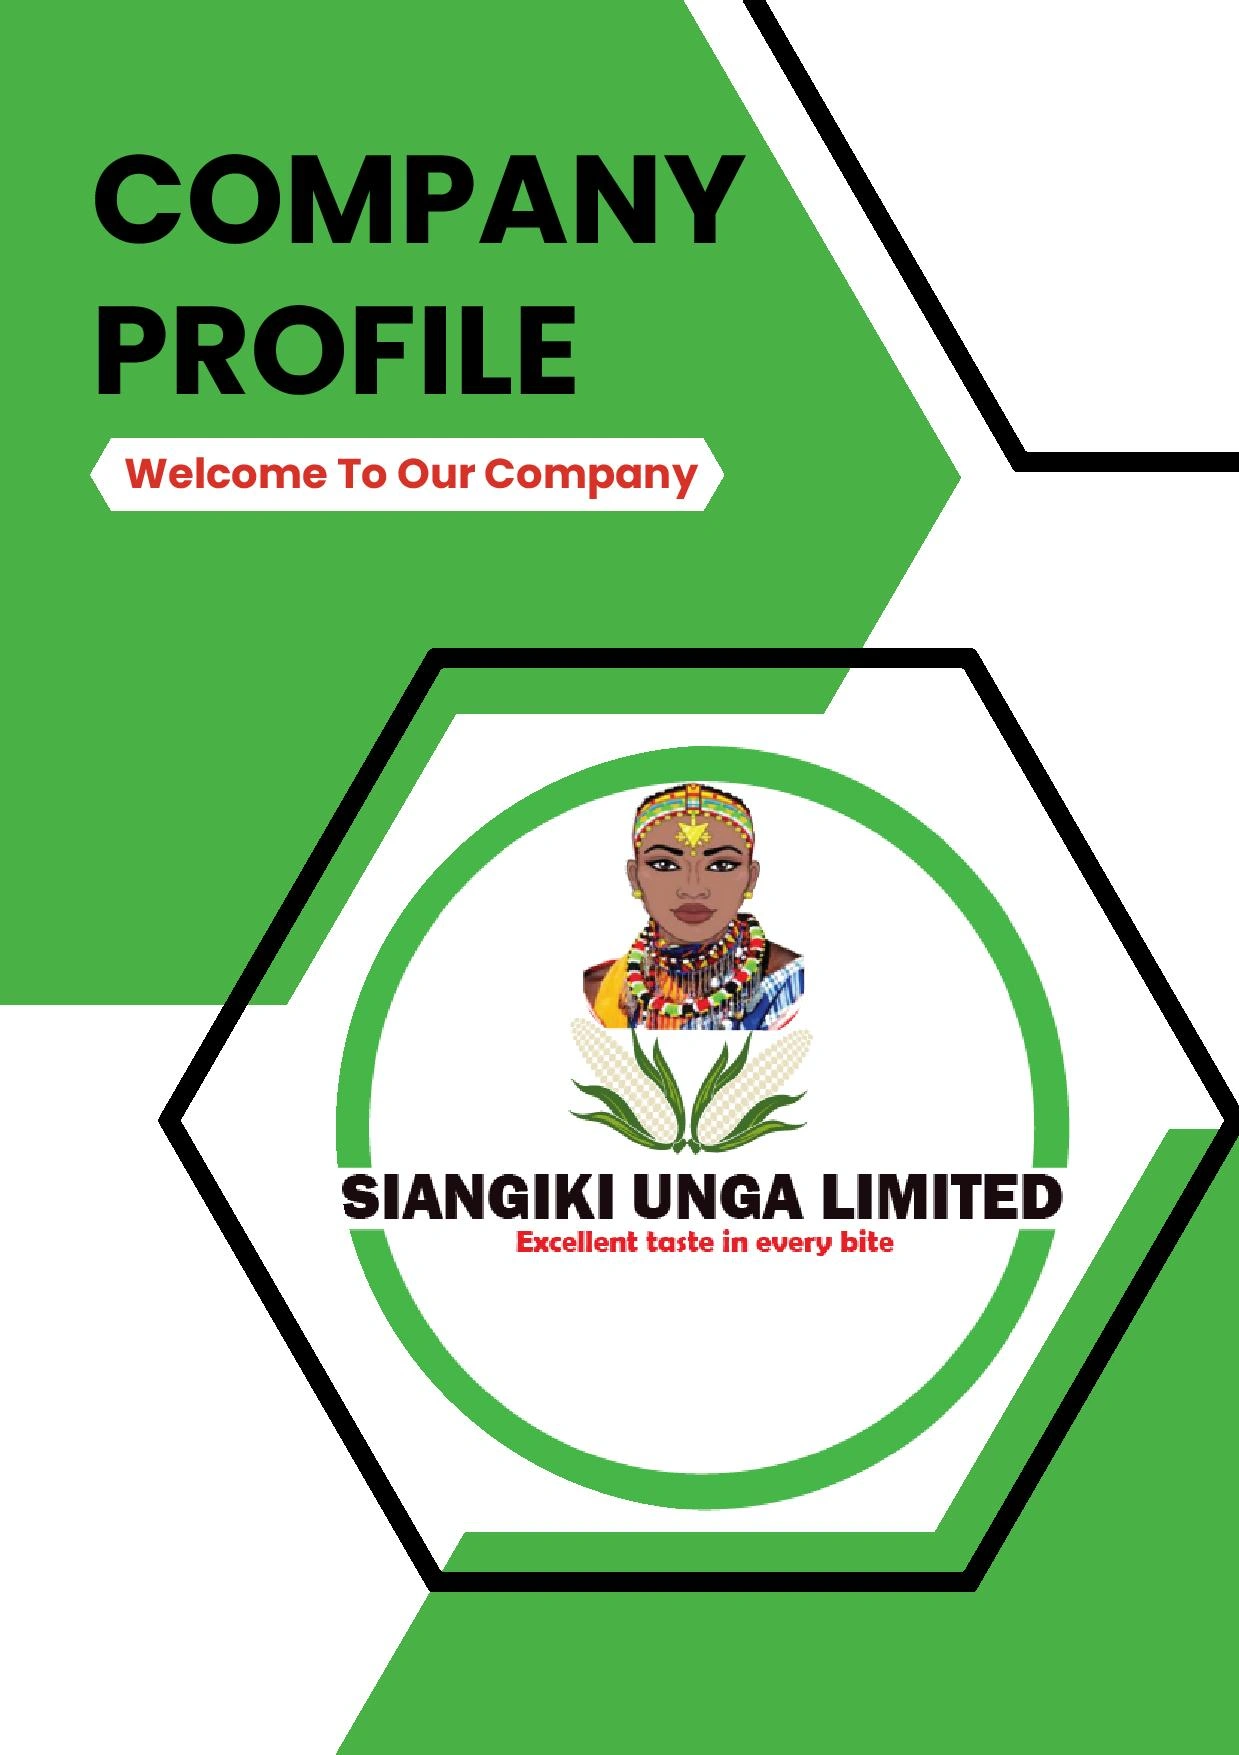 COMPANY
PROFILE
Welcome To Our Company
SIANGIKI UNGA LIMITED
Excellent taste in every bite